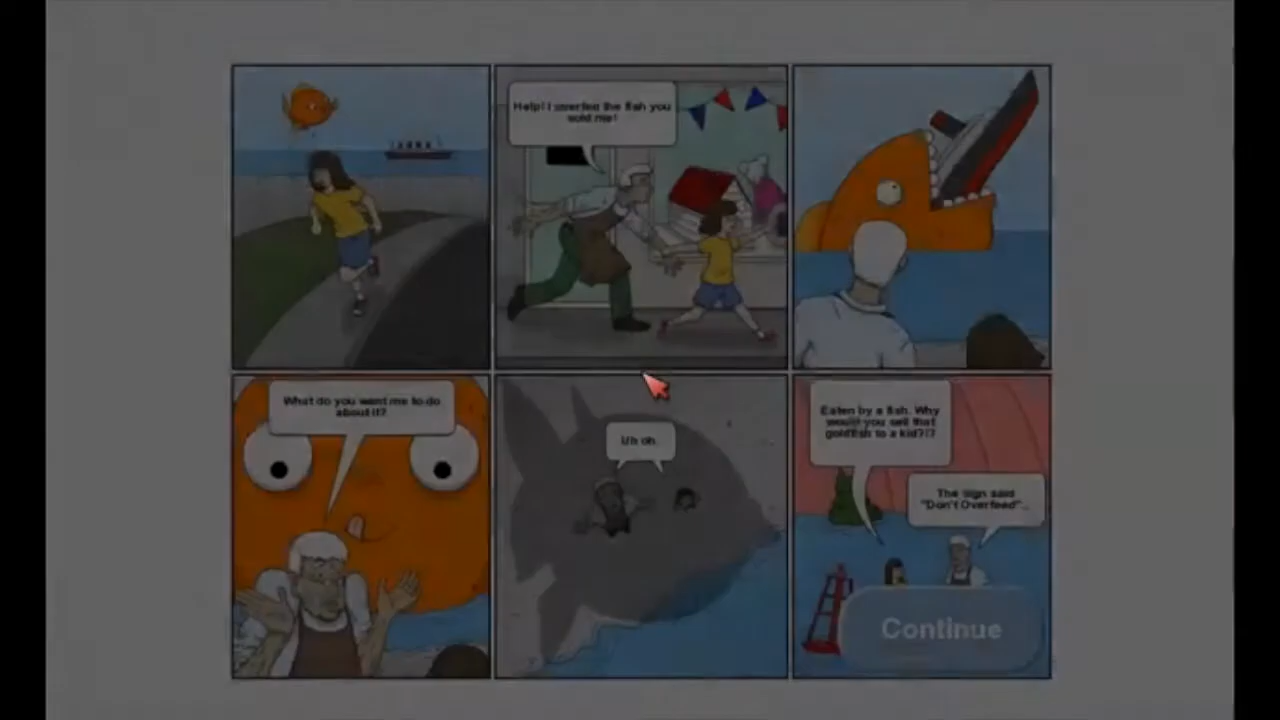 Help! I overfed the fish you
sold me!
What do you want me to do
about it?
Uh oh.
Eaten by a fish. Why
would you sell that
goldfish to a kid?!?
The sign said
"Don't Overfeed"..
Continue